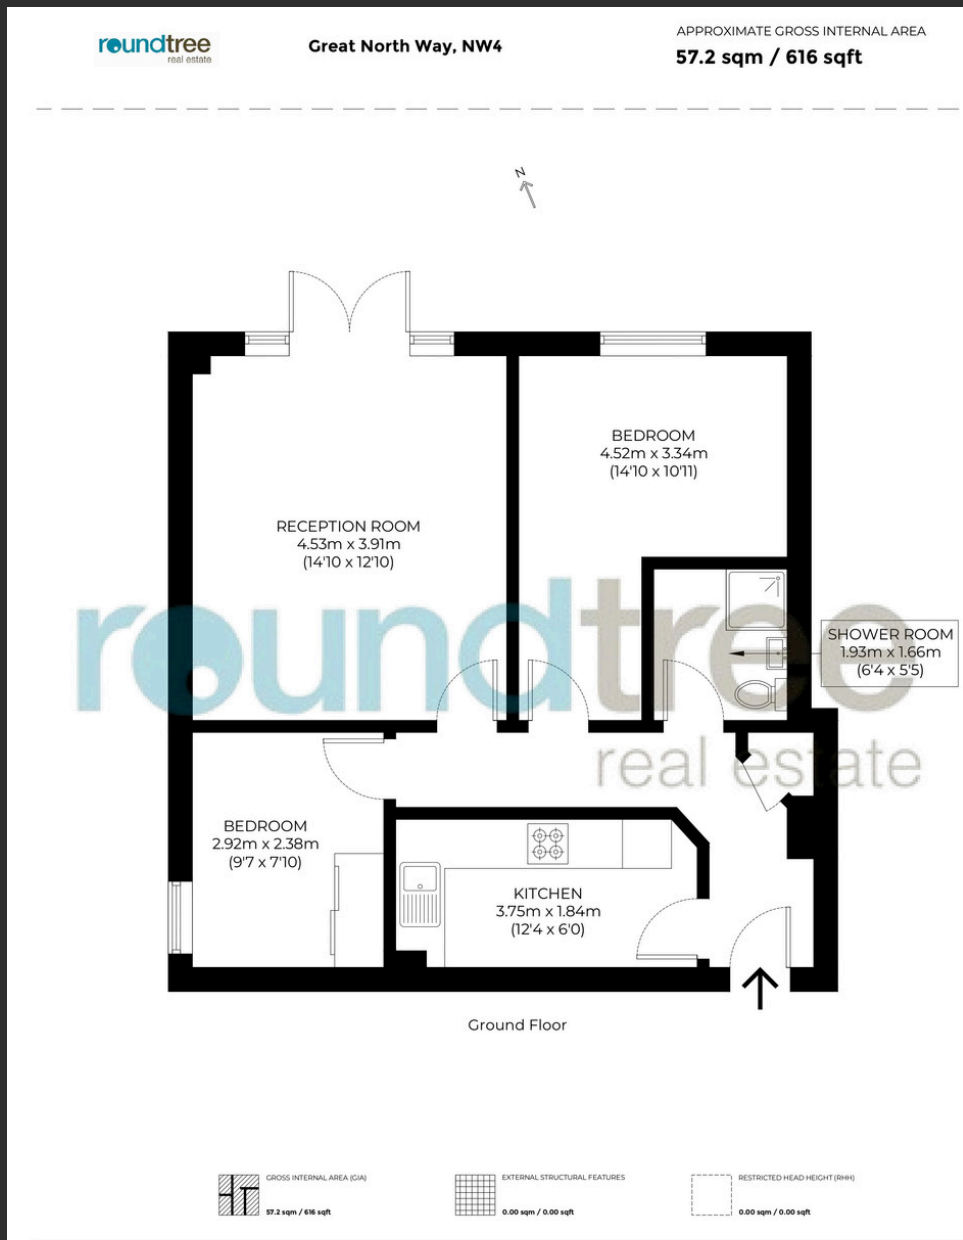 roundtree
real estate
Great North Way, NW4
APPROXIMATE GROSS INTERNAL AREA
57.2 sqm / 616 sqft
N
BEDROOM
4.52m x 3.34m
(14'10 x 10'11)
RECEPTION ROOM
4.53m x 3.91m
(14'10 x 12'10)
roundtree
real estate
SHOWER ROOM
1.93m x 1.66m
(6'4 x 5'5)
BEDROOM
2.92m x 2.38m
(9'7 x 7'10)
KITCHEN
3.75m x 1.84m
(12'4 x 6'0)
Ground Floor
GROSS INTERNAL AREA (GIA)
57.2 sqm / 616 sqft
EXTERNAL STRUCTURAL FEATURES
0.00 sqm / 0.00 sqft
RESTRICTED HEAD HEIGHT (RHH)
0.00 sqm / 0.00 sqft